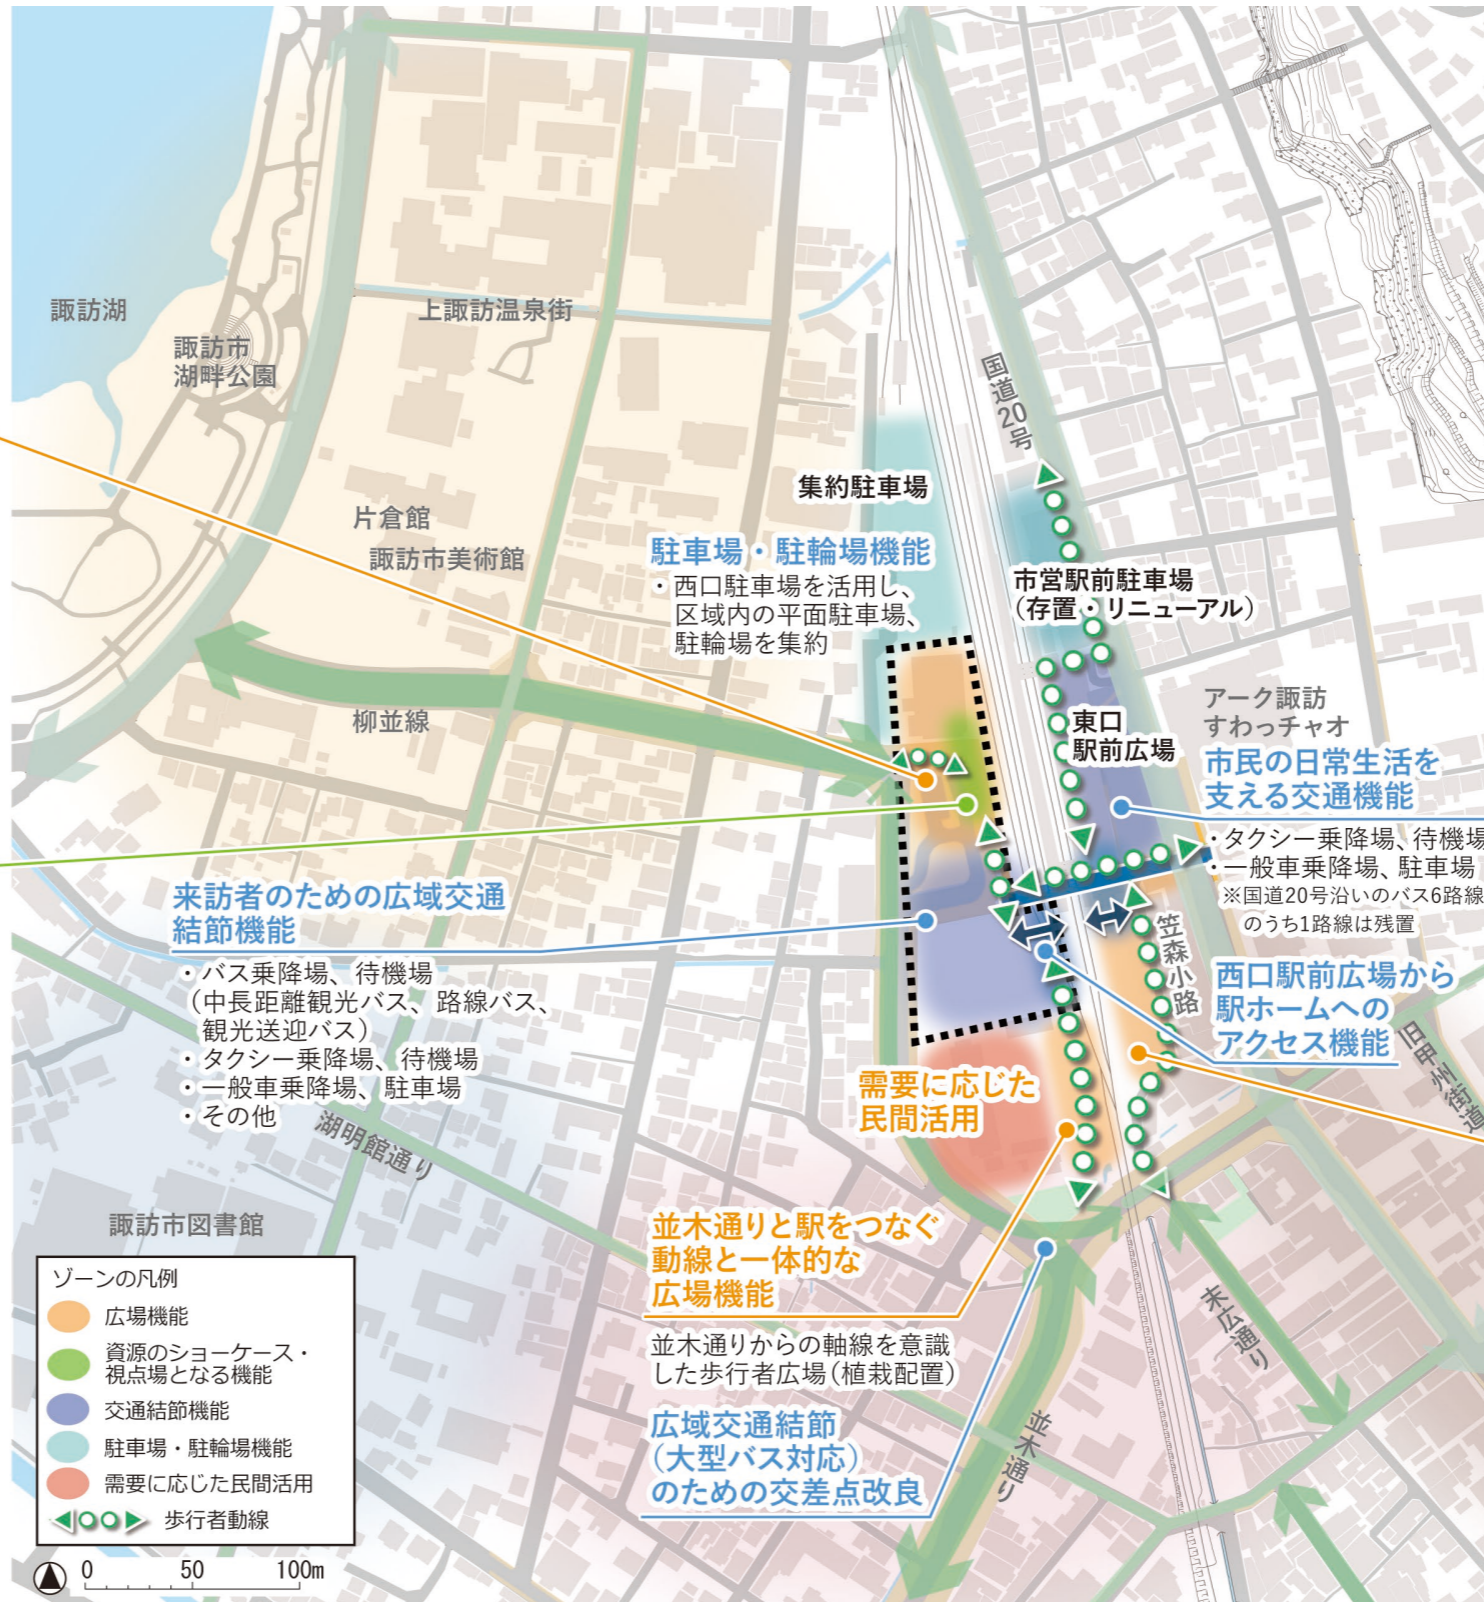 諏訪湖
諏訪市
湖畔公園
上諏訪温泉街
国道20号
片倉館
諏訪市美術館
集約駐車場
駐車場・駐輪場機能
・西口駐車場を活用し、
区域内の平面駐車場、
駐輪場を集約
市営駅前駐車場
（存置・リニューアル）
柳並線
東口
駅前広場
アーク諏訪
すわっチャオ
市民の日常生活を
支える交通機能
・タクシー乗降場、待機場
・一般車乗降場、駐車場
※国道20号沿いのバス6路線
のうち1路線は残置
来訪者のための広域交通
結節機能
・バス乗降場、待機場
（中長距離観光バス、路線バス、
観光送迎バス）
・タクシー乗降場、待機場
・一般車乗降場、駐車場
・その他
笠森小路
西口駅前広場から
駅ホームへの
アクセス機能
旧甲州街道
需要に応じた
民間活用
湖明館通り
諏訪市図書館
並木通りと駅をつなぐ
動線と一体的な
広場機能
並木通りからの軸線を意識
した歩行者広場（植栽配置）
末広通り
並木通り
広域交通結節
（大型バス対応）
のための交差点改良
ゾーンの凡例
広場機能
資源のショーケース・
視点場となる機能
交通結節機能
駐車場・駐輪場機能
需要に応じた民間活用
歩行者動線
0 50 100m